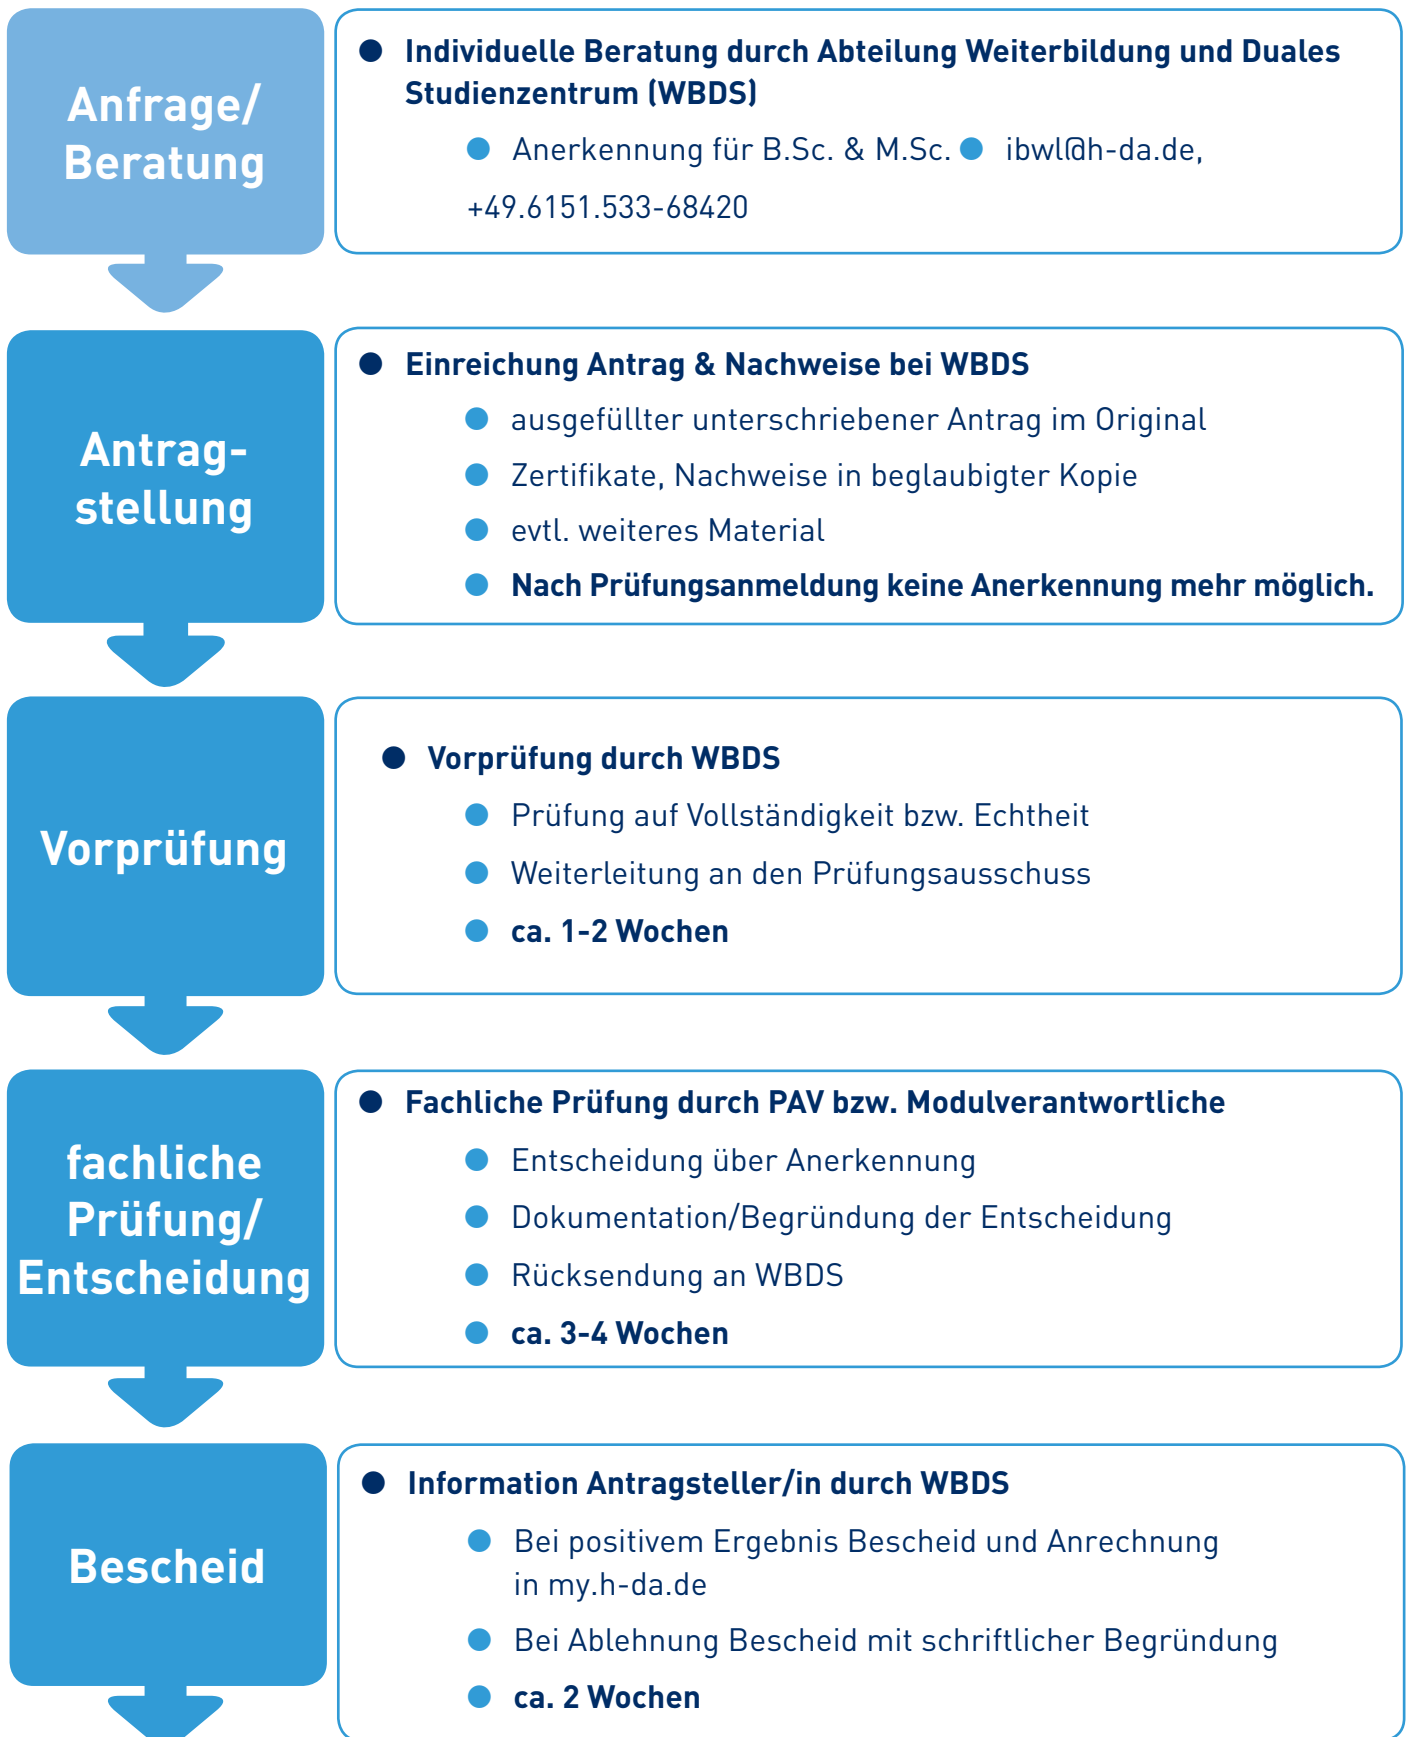 Anfrage/
Beratung
Individuelle Beratung durch Abteilung Weiterbildung und Duales
Studienzentrum (WBDS)
Anerkennung für B.Sc. & M.Sc. ● ibwl@h-da.de,
+49.6151.533-68420
Antrag-
stellung
Einreichung Antrag & Nachweise bei WBDS
ausgefüllter unterschriebener Antrag im Original
Zertifikate, Nachweise in beglaubigter Kopie
evtl. weiteres Material
Nach Prüfungsanmeldung keine Anerkennung mehr möglich.
Vorprüfung
Vorprüfung durch WBDS
Prüfung auf Vollständigkeit bzw. Echtheit
Weiterleitung an den Prüfungsausschuss
ca. 1-2 Wochen
fachliche
Prüfung/
Entscheidung
Fachliche Prüfung durch PAV bzw. Modulverantwortliche
Entscheidung über Anerkennung
Dokumentation/Begründung der Entscheidung
Rücksendung an WBDS
ca. 3-4 Wochen
Bescheid
Information Antragsteller/in durch WBDS
Bei positivem Ergebnis Bescheid und Anrechnung
in my.h-da.de
Bei Ablehnung Bescheid mit schriftlicher Begründung
ca. 2 Wochen